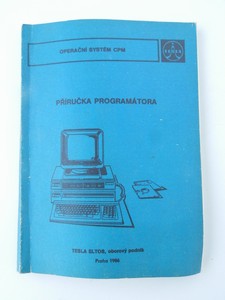 OPERAČNÍ SYSTÉM CPM
PŘÍRUČKA PROGRAMÁTORA
TESLA ELTOS, oborový podnik
Praha 1986